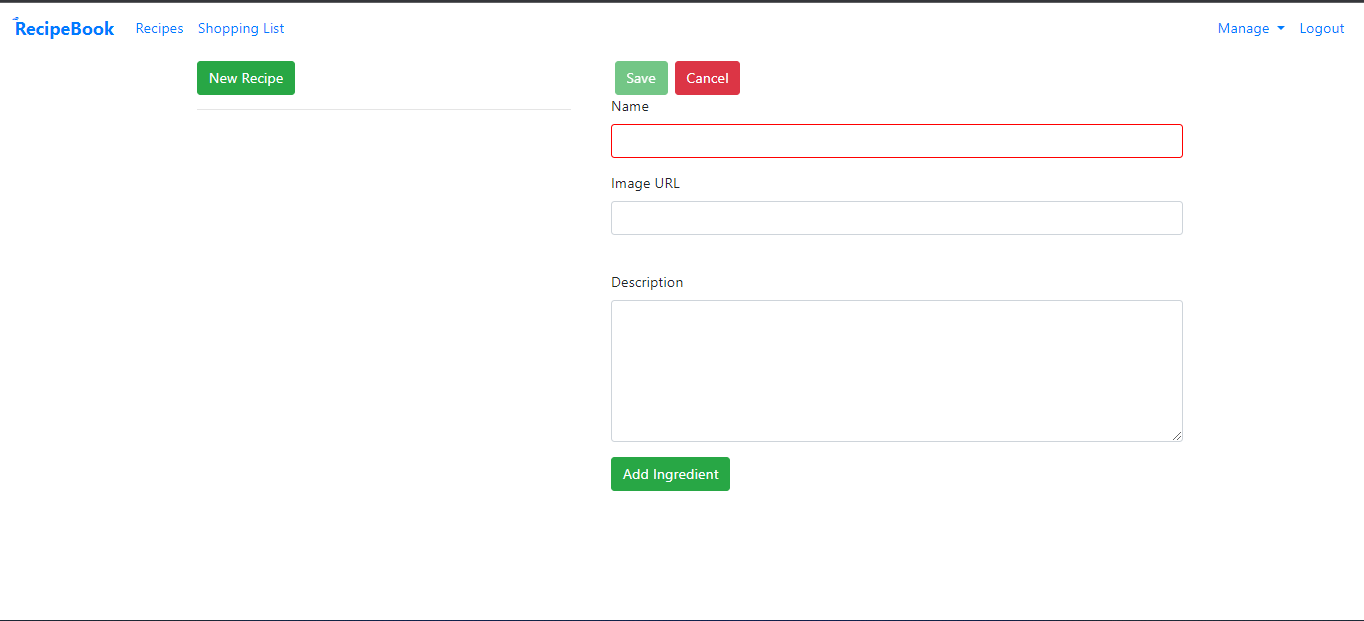 RecipeBook Recipes Shopping List Manage Logout
New Recipe
Save Cancel
Name
Image URL
Description
Add Ingredient